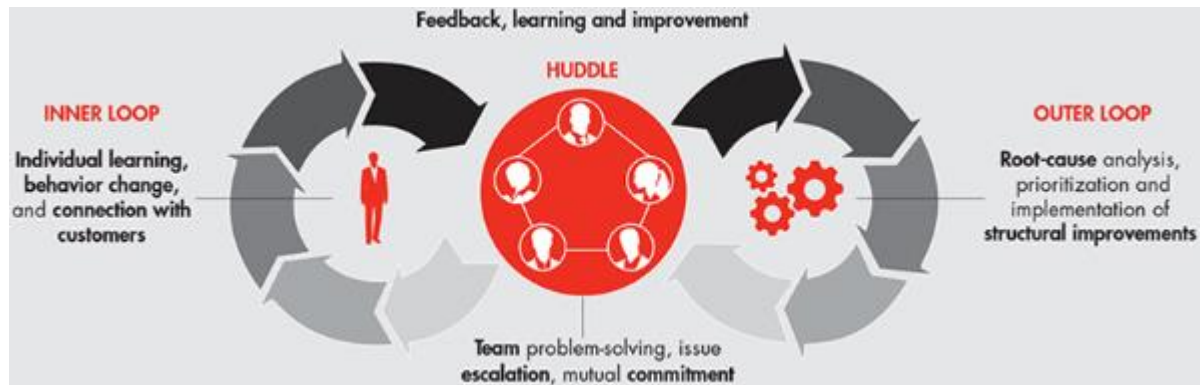 Feedback, learning and improvement
HUDDLE
INNER LOOP
Individual learning,
behavior change,
and connection with
customers
OUTER LOOP
Root-cause analysis,
prioritization and
implementation of
structural improvements
Team problem-solving, issue
escalation, mutual commitment